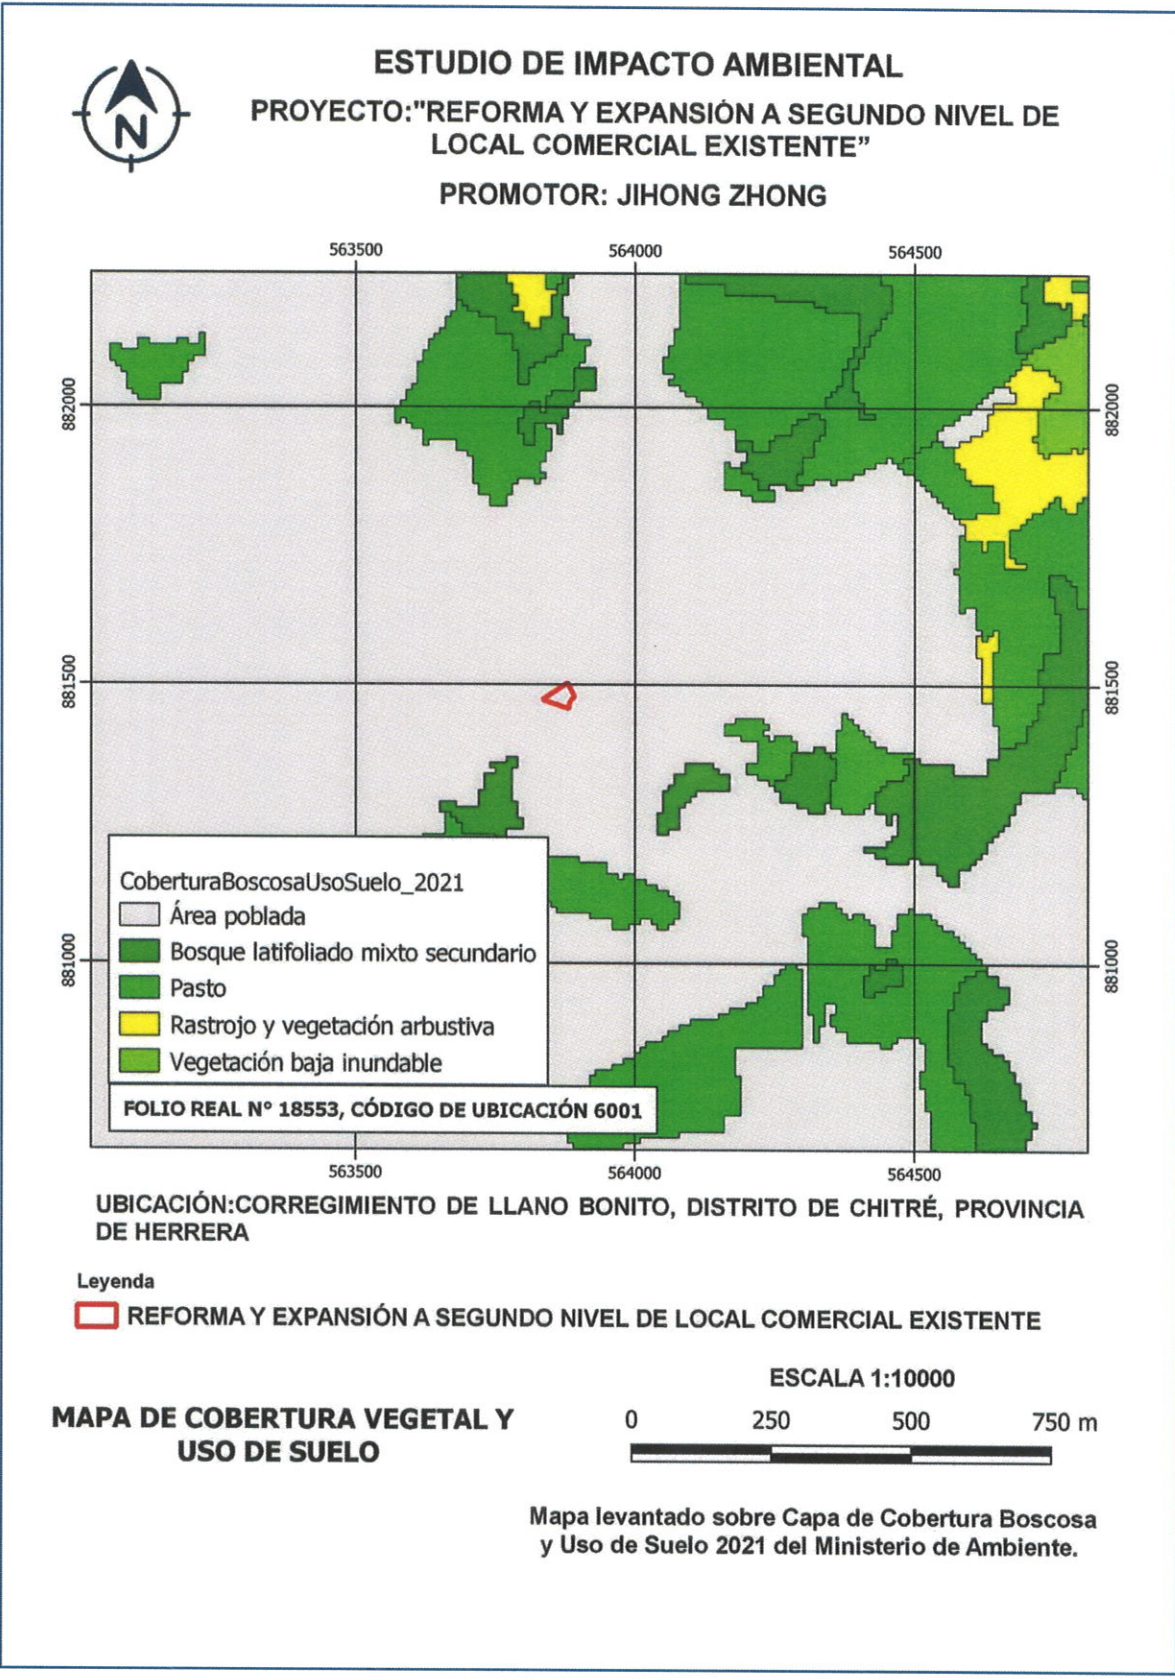 N
ESTUDIO DE IMPACTO AMBIENTAL
PROYECTO:"REFORMA Y EXPANSIÓN A SEGUNDO NIVEL DE
LOCAL COMERCIAL EXISTENTE”
PROMOTOR: JIHONG ZHONG
563500
564000
564500
882000
882000
881500
881500
881000
881000
CoberturaBoscosaUsoSuelo_2021
Área poblada
Bosque latifoliado mixto secundario
Pasto
Rastrojo y vegetación arbustiva
Vegetación baja inundable
FOLIO REAL N° 18553, CÓDIGO DE UBICACIÓN 6001
563500
564000
564500
UBICACIÓN:CORREGIMIENTO DE LLANO BONITO, DISTRITO DE CHITRÉ, PROVINCIA
DE HERRERA
Leyenda
REFORMA Y EXPANSIÓN A SEGUNDO NIVEL DE LOCAL COMERCIAL EXISTENTE
ESCALA 1:10000
MAPA DE COBERTURA VEGETAL Y
USO DE SUELO
0 250 500 750 m
Mapa levantado sobre Capa de Cobertura Boscosa
y Uso de Suelo 2021 del Ministerio de Ambiente.